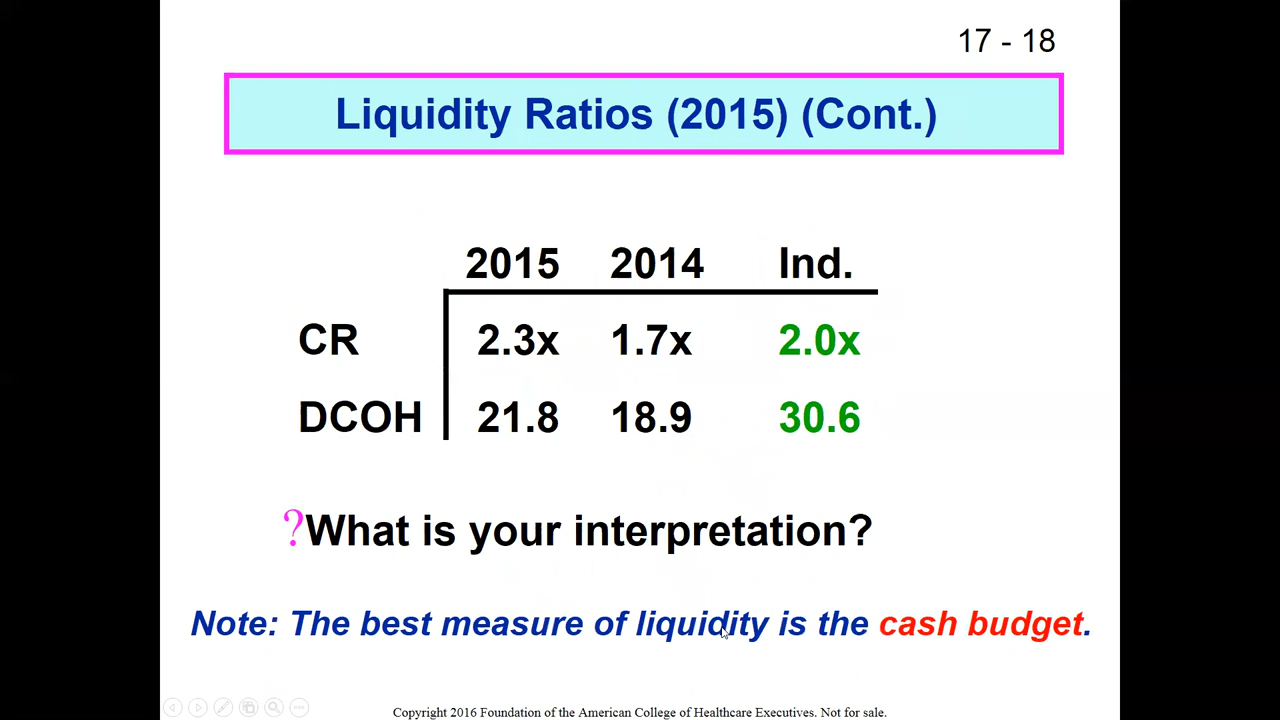 17 - 18
Liquidity Ratios (2015) (Cont.)
2015 2014 Ind.
CR 2.3x 1.7x 2.0x
DCOH 21.8 18.9 30.6
?What is your interpretation?
Note: The best measure of liquidity is the cash budget.
Copyright 2016 Foundation of the American College of Healthcare Executives. Not for sale.